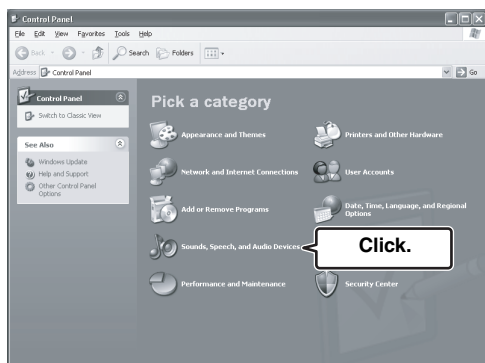 Control Panel
File Edit View Favorites Tools Help
Back Search Folders
Address Control Panel Go
Control Panel
Switch to Classic View
See Also
Windows Update
Help and Support
Other Control Panel
Options
Pick a category
Appearance and Themes
Printers and Other Hardware
Network and Internet Connections
User Accounts
Add or Remove Programs
Date, Time, Language, and Regional
Options
Sounds, Speech, and Audio Devices
Click.
Performance and Maintenance
Security Center